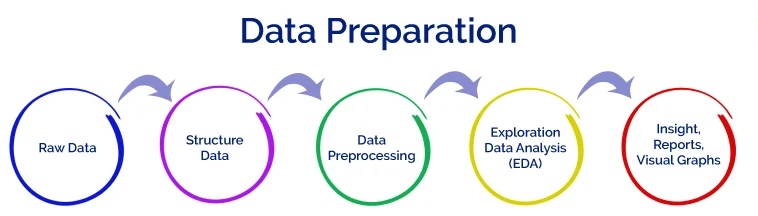 Data Preparation
Raw Data
Structure
Data
Data
Preprocessing
Exploration
Data Analysis
(EDA)
Insight,
Reports,
Visual Graphs